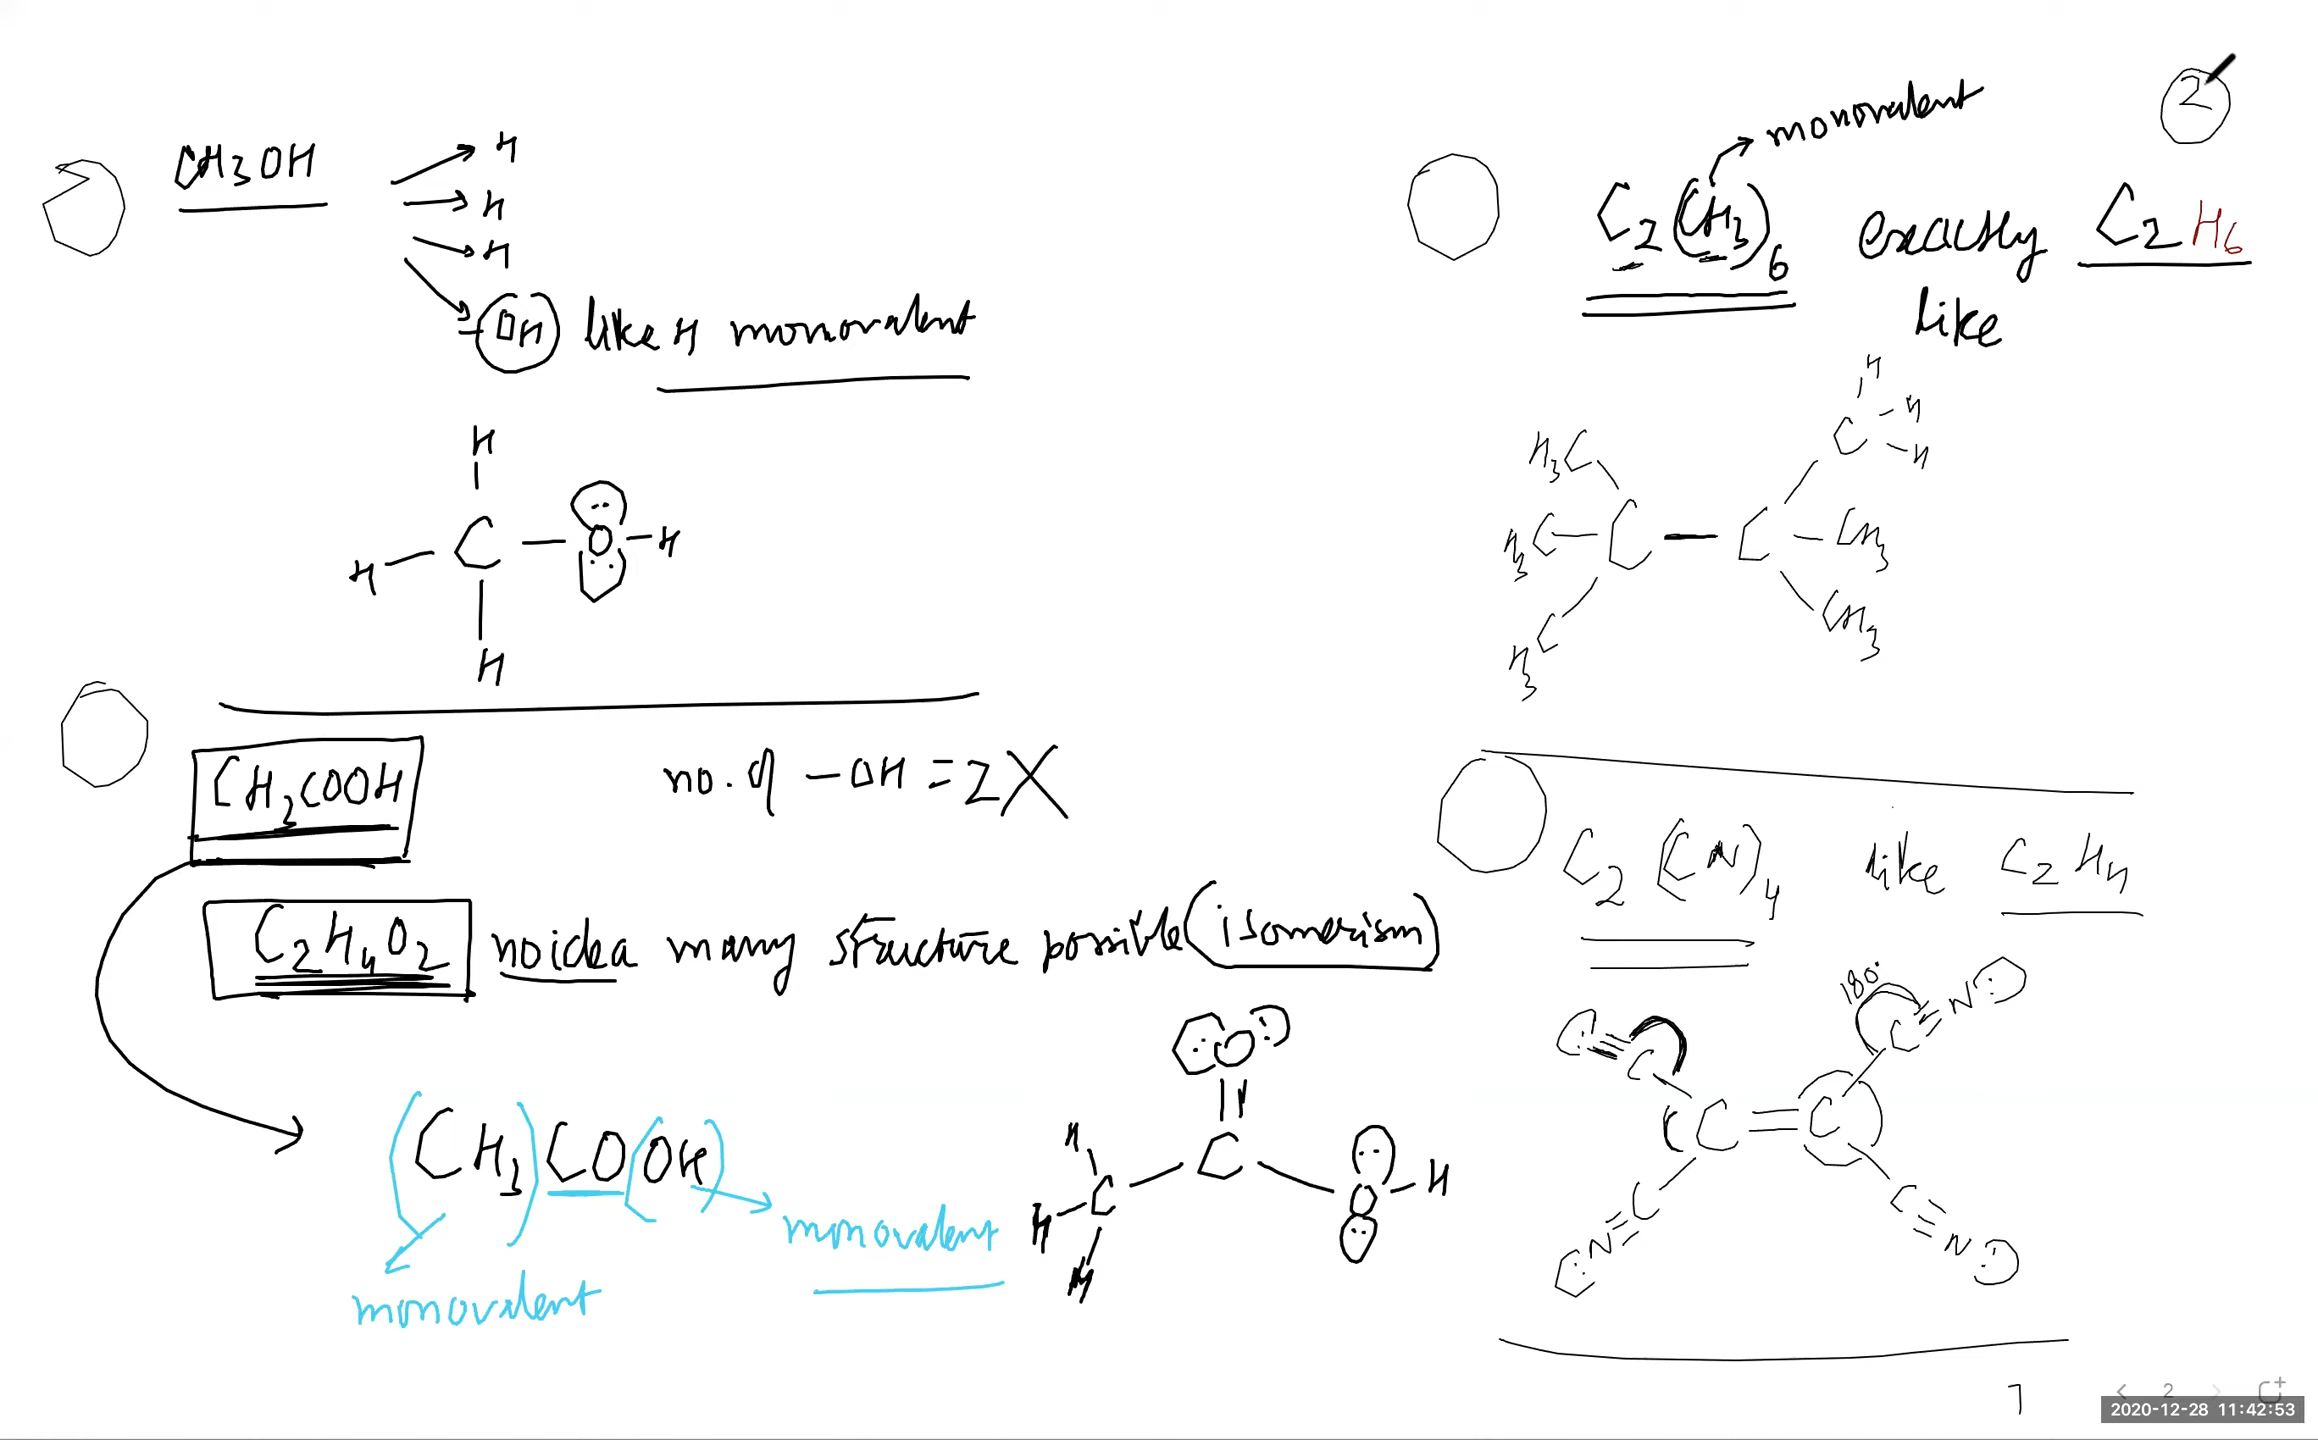 CH3OH
H
H
H
-OH like H monovalent
H
H - C - O - H
H
CH3COOH
no. of -OH = 2 X
C2H4O2 no idea many structure possible (isomerism)
(CH3)CO(OH)
monovalent
monovalent
O
H
C
H C O - H
H
2
monovalent
C2(CH3)6 exactly like C2H6
H
C - H
H
H3C
H3C - C - C - CH3
H3C
CH3
C2(CN)4 like C2H4
180°
C≡N
C
C = C
C
N≡C
C≡N
2
2020-12-28 11:42:53